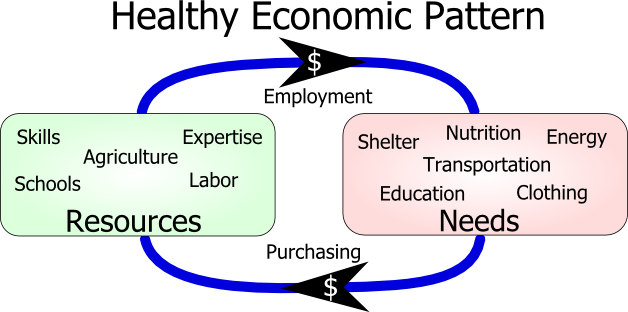 Healthy Economic Pattern
$
Employment
Skills
Expertise
Agriculture
Schools
Labor
Resources
Shelter
Nutrition
Energy
Transportation
Education
Clothing
Needs
Purchasing
$